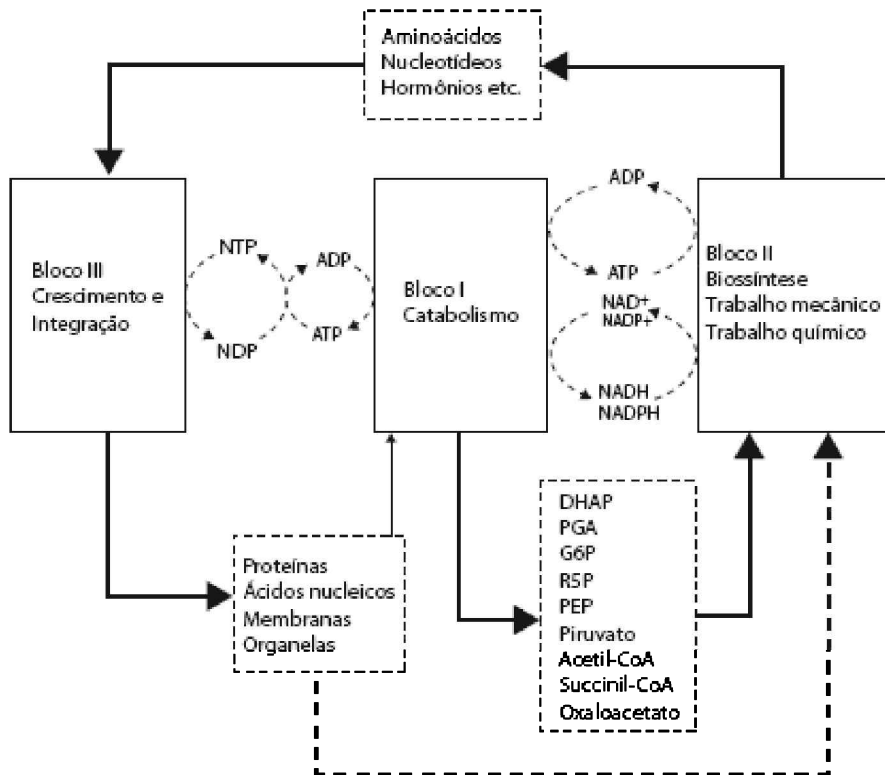 Aminoácidos
Nucleotídeos
Hormônios etc.
Bloco III
Crescimento e
Integração
NTP
NDP
ADP
ATP
Bloco I
Catabolismo
ADP
ATP
NAD+
NADP+
NADH
NADPH
Bloco II
Biossíntese
Trabalho mecânico
Trabalho químico
Proteínas
Ácidos nucleicos
Membranas
Organelas
DHAP
PGA
G6P
R5P
PEP
Piruvato
Acetil-CoA
Succinil-CoA
Oxaloacetato